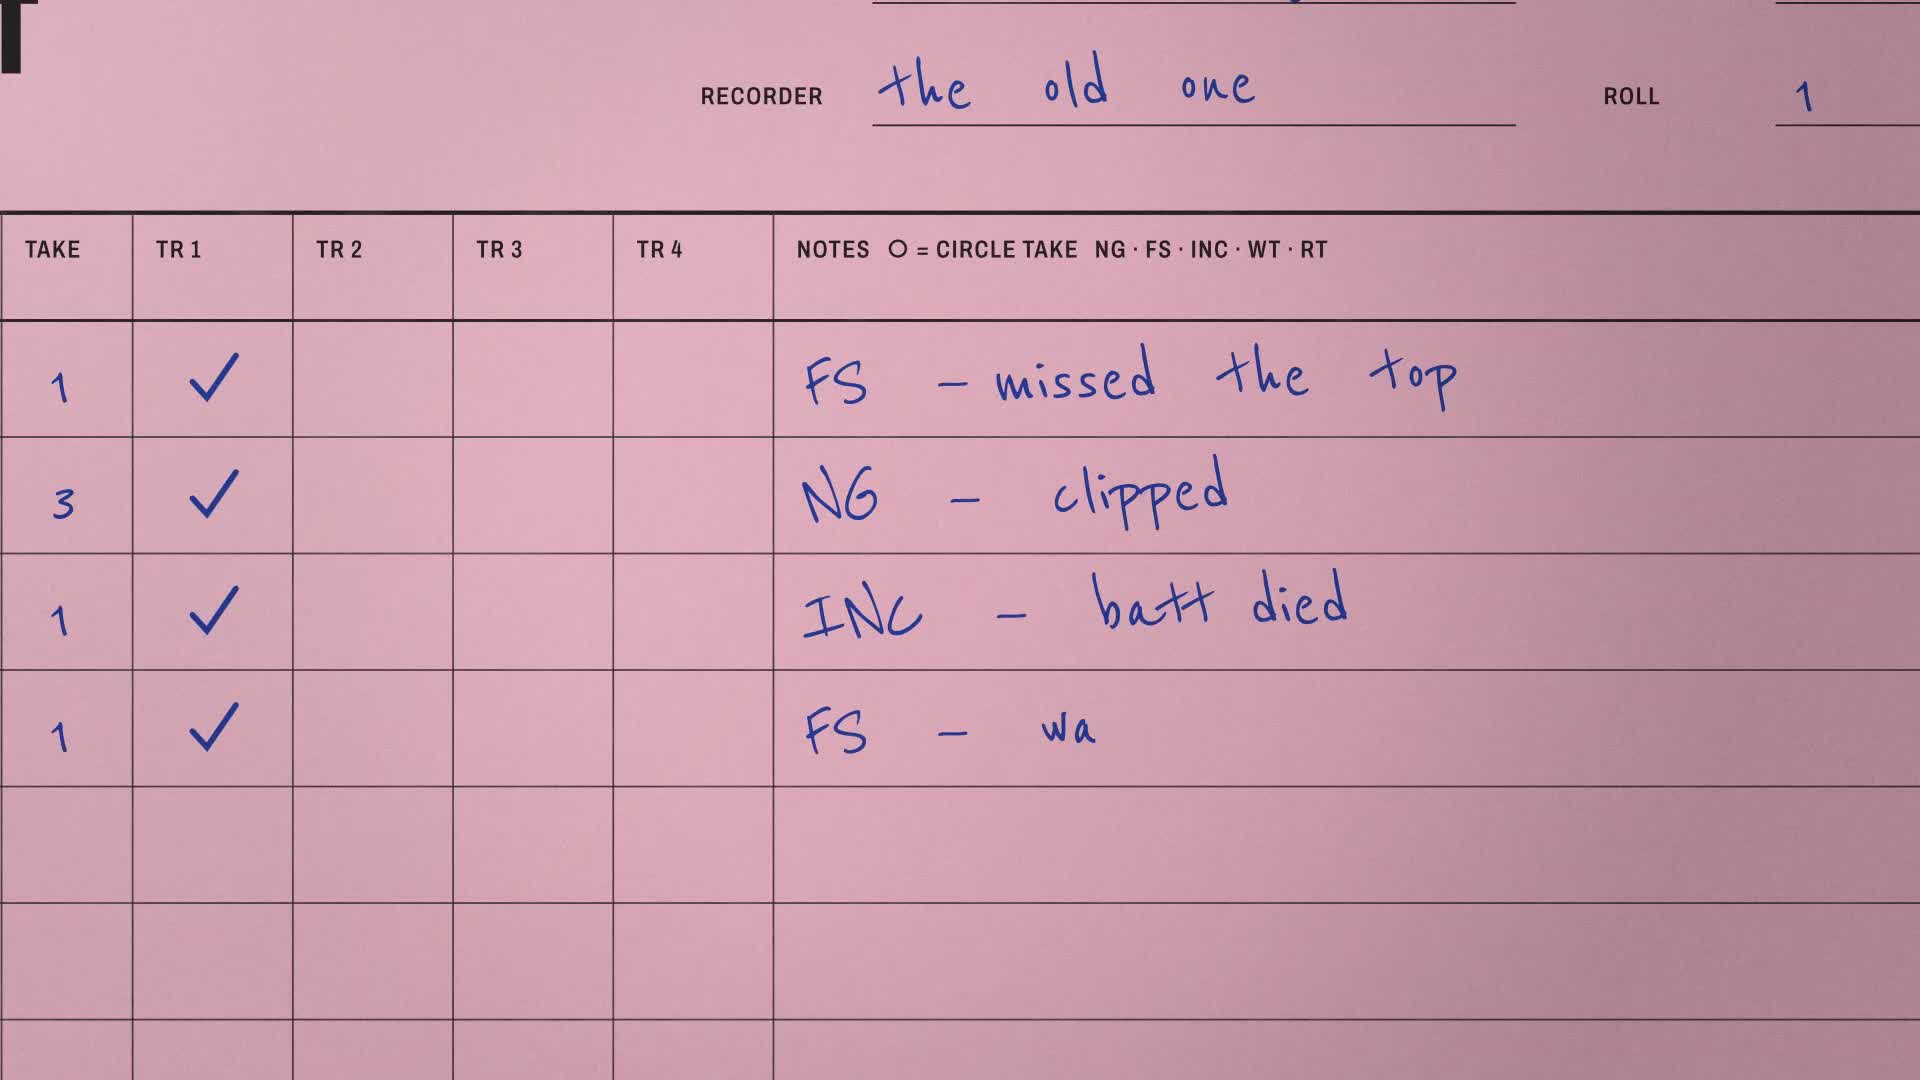 T
RECORDER the old one ROLL 1
TAKE TR 1 TR 2 TR 3 TR 4 NOTES O = CIRCLE TAKE NG · FS · INC · WT · RT
1 ✓ FS – missed the top
3 ✓ NG – clipped
1 ✓ INC – batt died
1 ✓ FS – wa